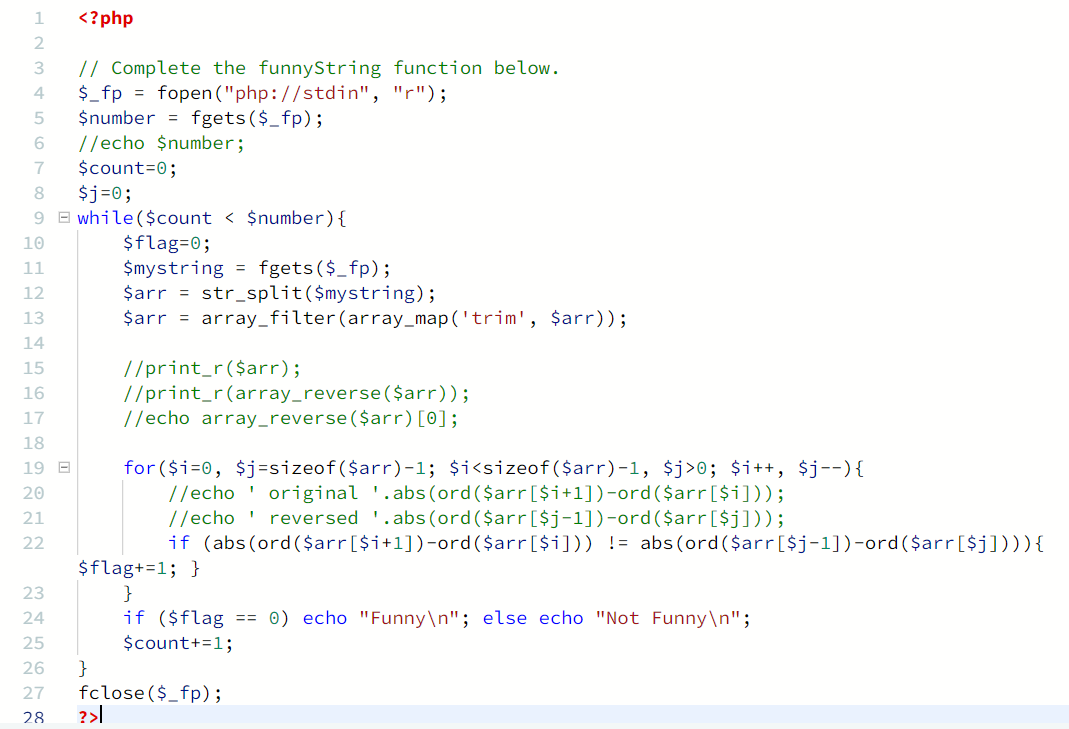 1 <?php
2
3 // Complete the funnyString function below.
4 $_fp = fopen("php://stdin", "r");
5 $number = fgets($_fp);
6 //echo $number;
7 $count=0;
8 $j=0;
9 while($count < $number){
10     $flag=0;
11     $mystring = fgets($_fp);
12     $arr = str_split($mystring);
13     $arr = array_filter(array_map('trim', $arr));
14
15     //print_r($arr);
16     //print_r(array_reverse($arr));
17     //echo array_reverse($arr)[0];
18
19     for($i=0, $j=sizeof($arr)-1; $i<sizeof($arr)-1, $j>0; $i++, $j--){
20         //echo ' original '.abs(ord($arr[$i+1])-ord($arr[$i]));
21         //echo ' reversed '.abs(ord($arr[$j-1])-ord($arr[$j]));
22         if (abs(ord($arr[$i+1])-ord($arr[$i])) != abs(ord($arr[$j-1])-ord($arr[$j]))){
$flag+=1; }
23     }
24     if ($flag == 0) echo "Funny\n"; else echo "Not Funny\n";
25     $count+=1;
26 }
27 fclose($_fp);
28 ?>